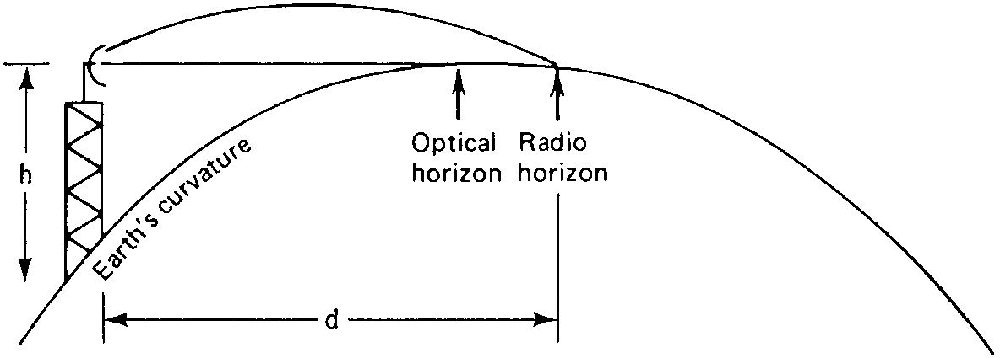 Optical Radio
horizon horizon
h
Earth's curvature
d